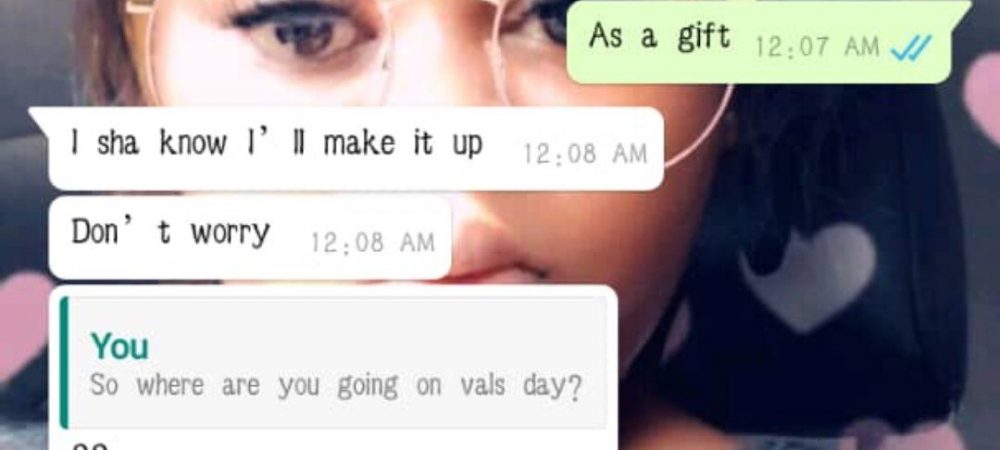 As a gift 12:07 AM
I sha know I'll make it up 12:08 AM
Don't worry 12:08 AM
You
So where are you going on vals day?